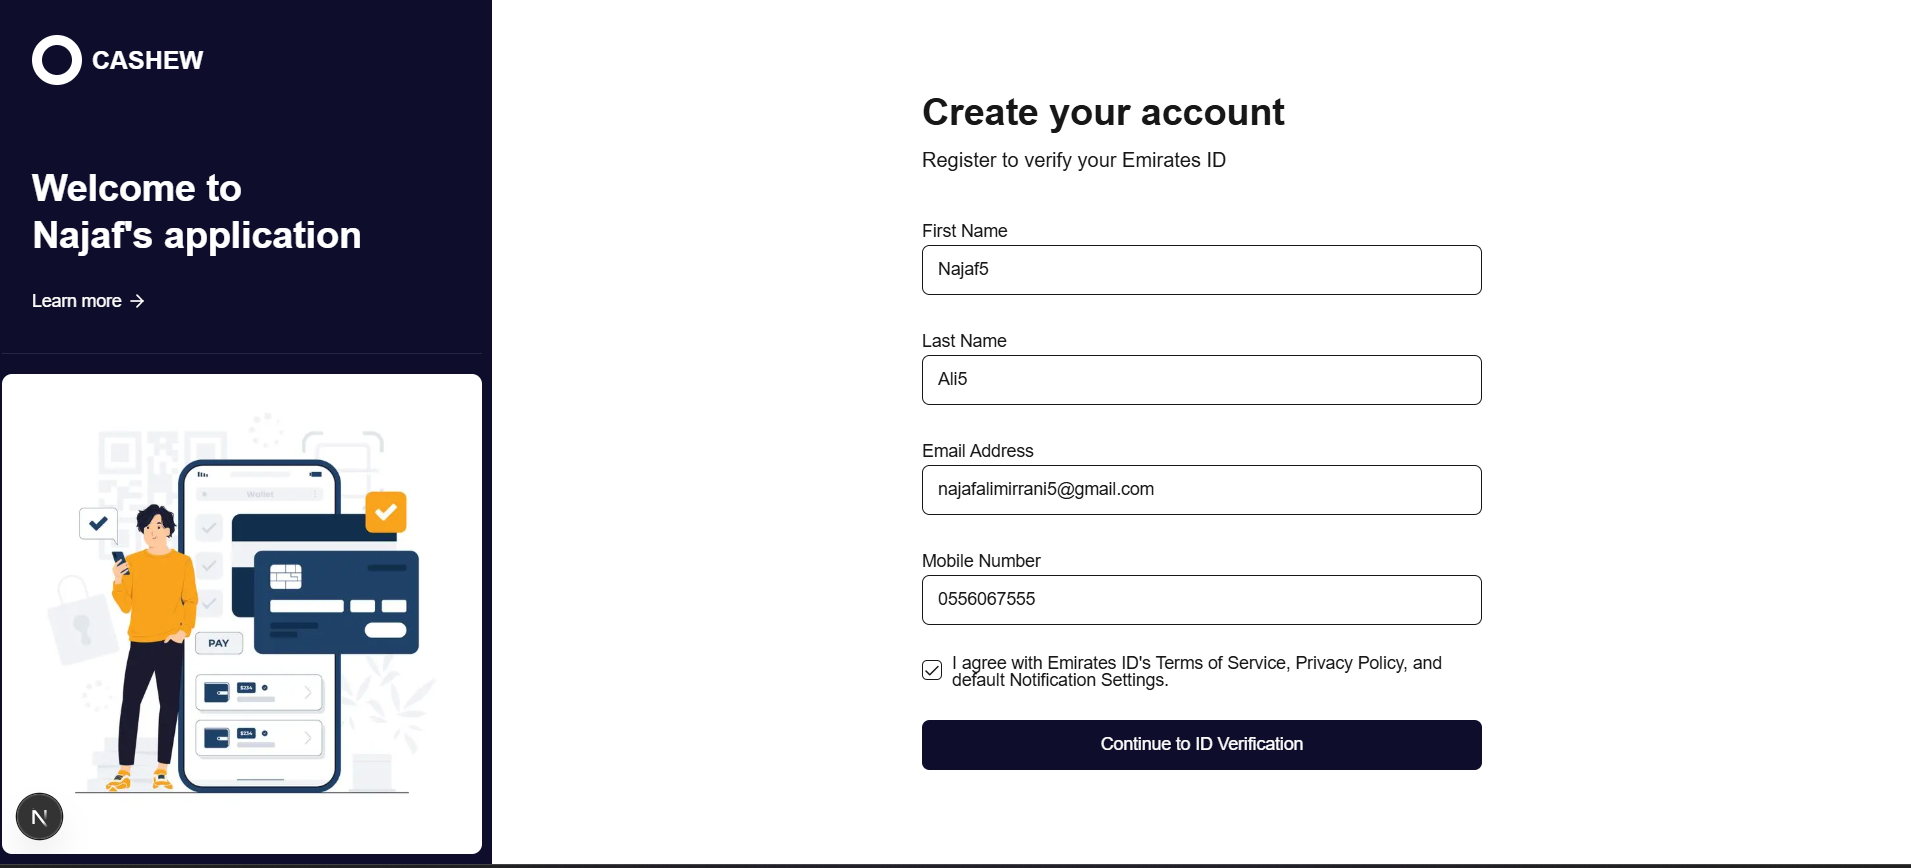 CASHEW
Welcome to
Najaf's application
Learn more →
Wallet
PAY
$234
$234
N
Create your account
Register to verify your Emirates ID
First Name
Najaf5
Last Name
Ali5
Email Address
najafalimirrani5@gmail.com
Mobile Number
0556067555
I agree with Emirates ID's Terms of Service, Privacy Policy, and
default Notification Settings.
Continue to ID Verification